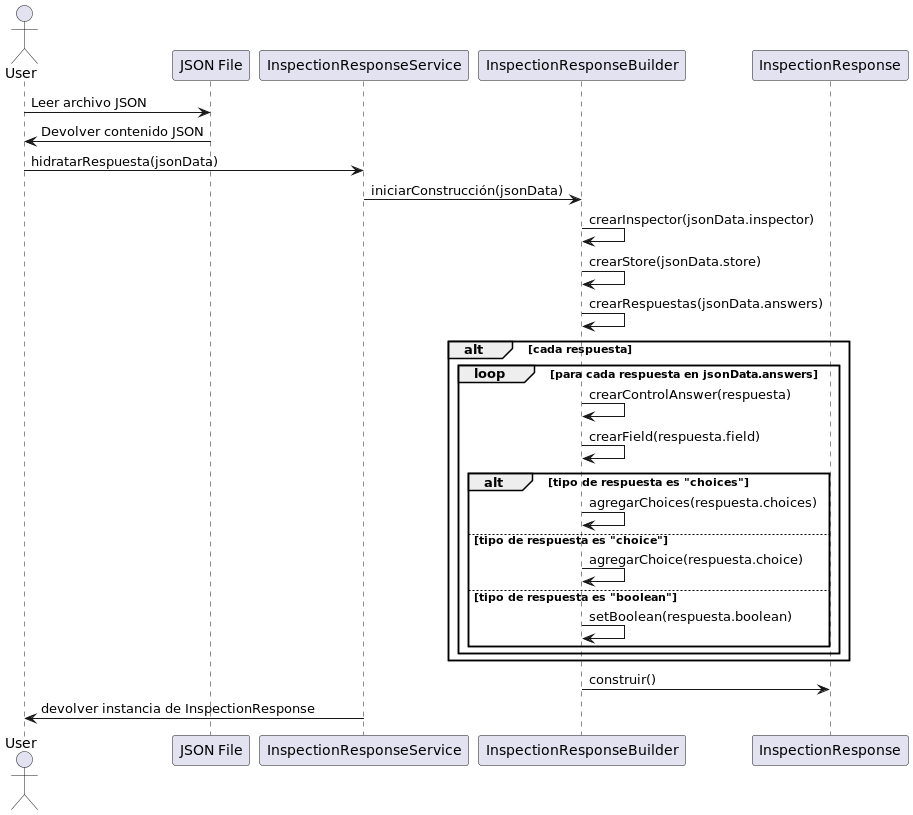 User
JSON File
InspectionResponseService
InspectionResponseBuilder
InspectionResponse
Leer archivo JSON
Devolver contenido JSON
hidratarRespuesta(jsonData)
iniciarConstrucción(jsonData)
crearInspector(jsonData.inspector)
crearStore(jsonData.store)
crearRespuestas(jsonData.answers)
alt [cada respuesta]
loop [para cada respuesta en jsonData.answers]
crearControlAnswer(respuesta)
crearField(respuesta.field)
alt [tipo de respuesta es "choices"]
agregarChoices(respuesta.choices)
[tipo de respuesta es "choice"]
agregarChoice(respuesta.choice)
[tipo de respuesta es "boolean"]
setBoolean(respuesta.boolean)
construir()
devolver instancia de InspectionResponse
User
JSON File
InspectionResponseService
InspectionResponseBuilder
InspectionResponse